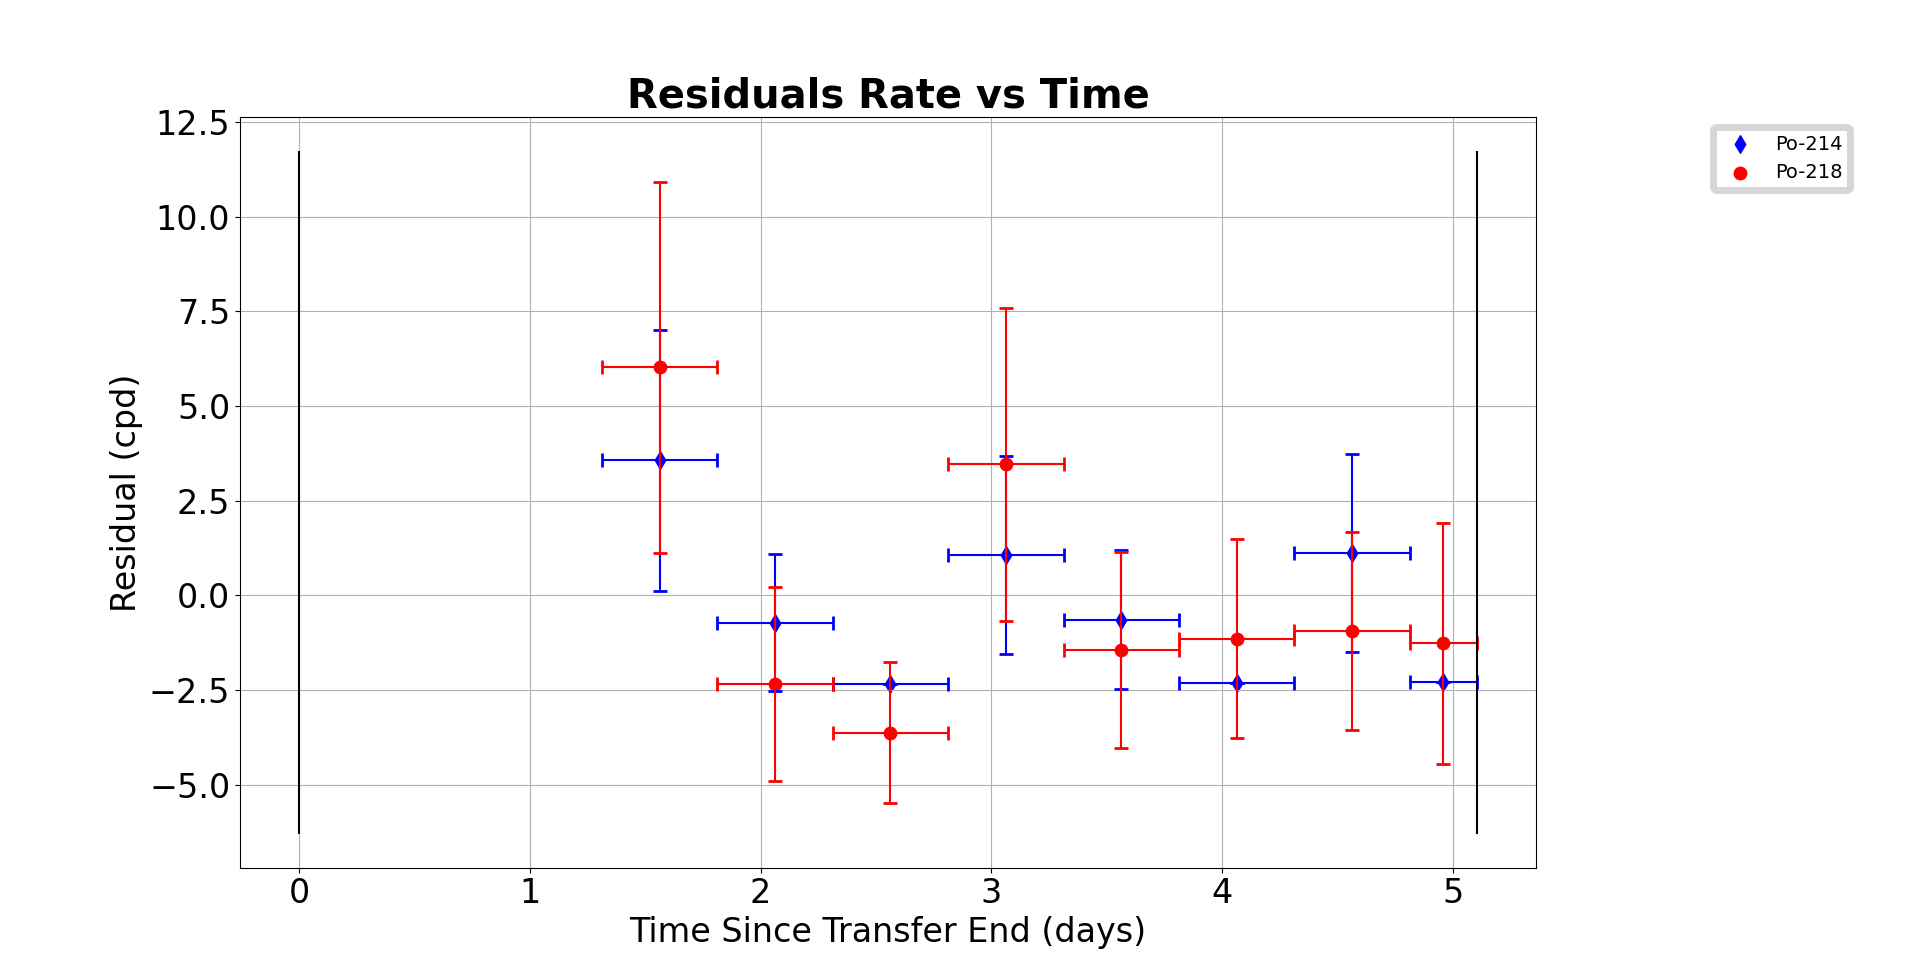 Residuals Rate vs Time
12.5
10.0
7.5
5.0
2.5
0.0
−2.5
−5.0
Residual (cpd)
0 1 2 3 4 5
Time Since Transfer End (days)
Po-214
Po-218